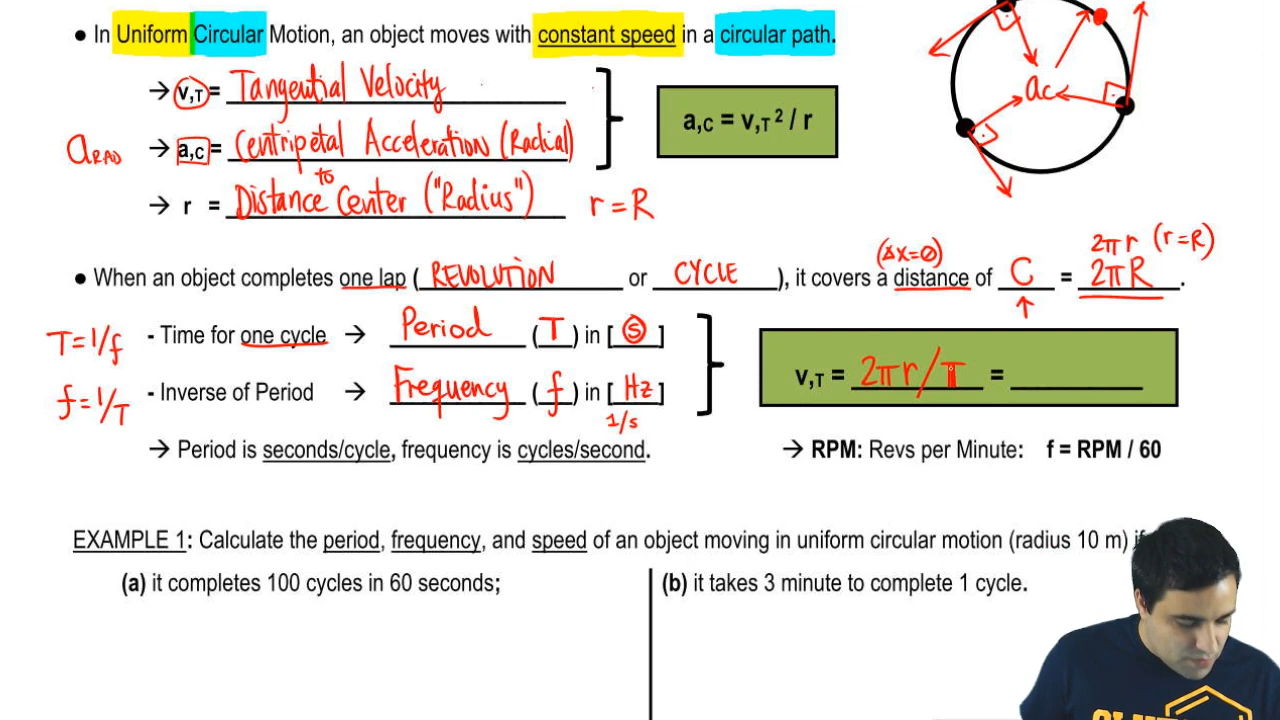 ● In Uniform Circular Motion, an object moves with constant speed in a circular path.
→ v,T = Tangential Velocity
aRAD → a,C = Centripetal Acceleration (Radial)
a,C = v,T² / r
ac
→ r = Distance to Center ("Radius") r = R
(Δx=0) 2πr (r=R)
● When an object completes one lap ( REVOLUTION or CYCLE ), it covers a distance of C = 2πR .
T=1/f - Time for one cycle → Period (T) in [ s ]
f=1/T - Inverse of Period → Frequency (f) in [ Hz ]
1/s
v,T = 2πr/T = ________
→ Period is seconds/cycle, frequency is cycles/second.
→ RPM: Revs per Minute: f = RPM / 60
EXAMPLE 1: Calculate the period, frequency, and speed of an object moving in uniform circular motion (radius 10 m)
(a) it completes 100 cycles in 60 seconds;
(b) it takes 3 minute to complete 1 cycle.